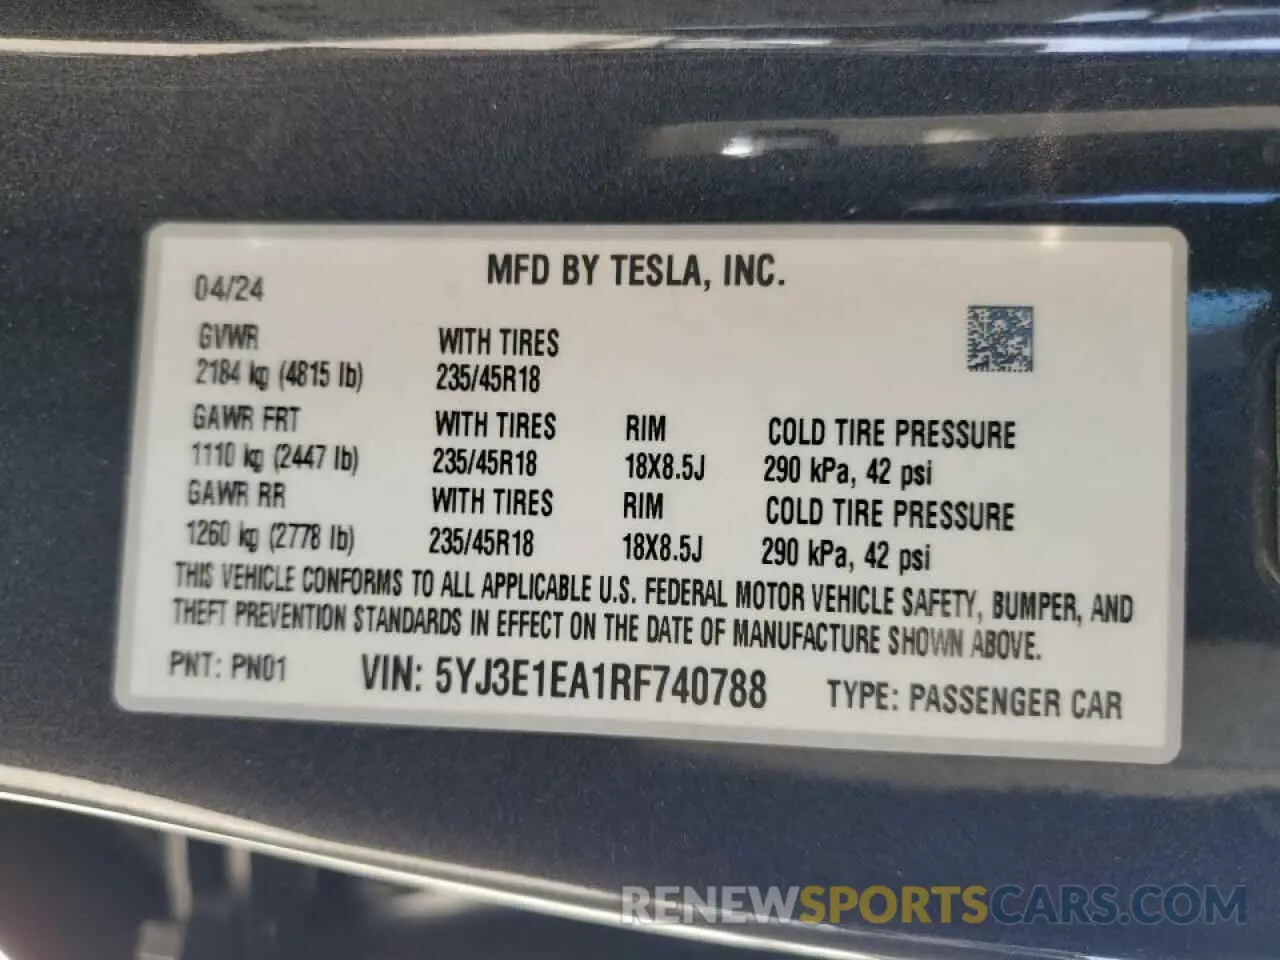 MFD BY TESLA, INC.
04/24
GVWR WITH TIRES
2184 kg (4815 lb) 235/45R18
GAWR FRT WITH TIRES RIM COLD TIRE PRESSURE
1110 kg (2447 lb) 235/45R18 18X8.5J 290 kPa, 42 psi
GAWR RR WITH TIRES RIM COLD TIRE PRESSURE
1260 kg (2778 lb) 235/45R18 18X8.5J 290 kPa, 42 psi
THIS VEHICLE CONFORMS TO ALL APPLICABLE U.S. FEDERAL MOTOR VEHICLE SAFETY, BUMPER, AND
THEFT PREVENTION STANDARDS IN EFFECT ON THE DATE OF MANUFACTURE SHOWN ABOVE.
PNT: PN01 VIN: 5YJ3E1EA1RF740788 TYPE: PASSENGER CAR
RENEWSPORTSCARS.COM